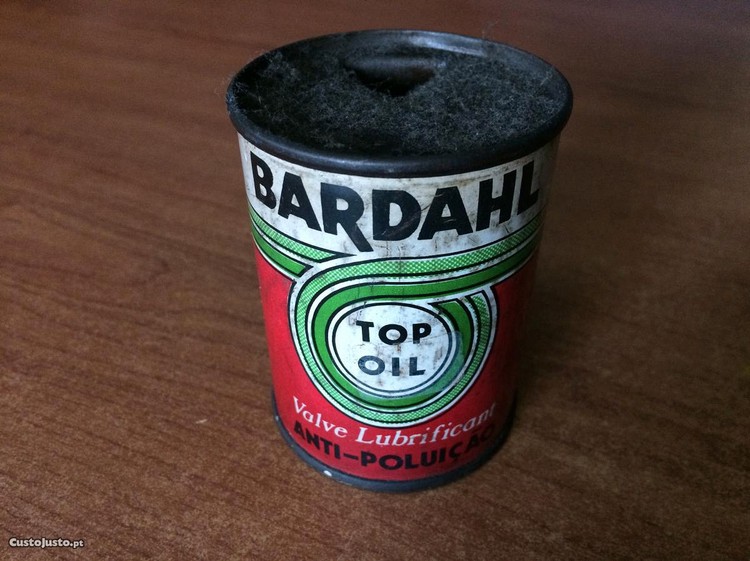 BARDAHL
TOP
OIL
Valve Lubrificant
ANTI-POLUIÇÃO
CustoJusto.pt